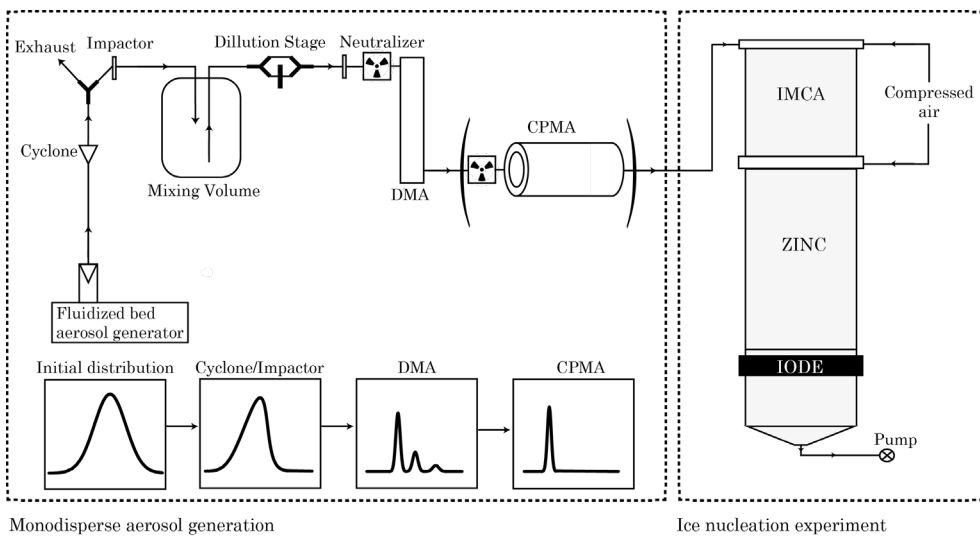 Exhaust
Impactor
Dillution Stage
Neutralizer
Cyclone
Mixing Volume
DMA
CPMA
Fluidized bed
aerosol generator
IMCA
Compressed
air
ZINC
IODE
Pump
Initial distribution
Cyclone/Impactor
DMA
CPMA
Monodisperse aerosol generation
Ice nucleation experiment